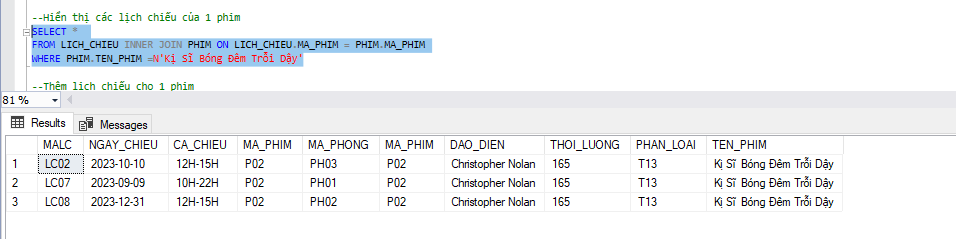 --Hiển thị các lịch chiếu của 1 phim
SELECT *
FROM LICH_CHIEU INNER JOIN PHIM ON LICH_CHIEU.MA_PHIM = PHIM.MA_PHIM
WHERE PHIM.TEN_PHIM =N'Kị Sĩ Bóng Đêm Trỗi Dậy'
--Thêm lịch chiếu cho 1 phim
81 %
Results Messages
MALC NGAY_CHIEU CA_CHIEU MA_PHIM MA_PHONG MA_PHIM DAO_DIEN THOI_LUONG PHAN_LOAI TEN_PHIM
1 LC02 2023-10-10 12H-15H P02 PH03 P02 Christopher Nolan 165 T13 Kị Sĩ Bóng Đêm Trỗi Dậy
2 LC07 2023-09-09 10H-22H P02 PH01 P02 Christopher Nolan 165 T13 Kị Sĩ Bóng Đêm Trỗi Dậy
3 LC08 2023-12-31 12H-15H P02 PH02 P02 Christopher Nolan 165 T13 Kị Sĩ Bóng Đêm Trỗi Dậy